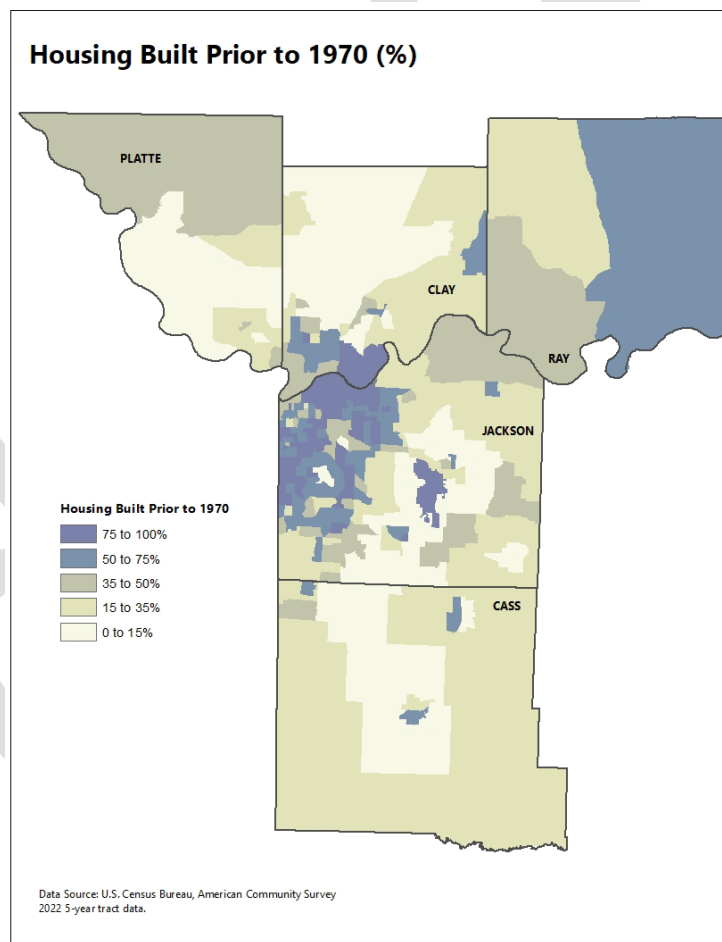 Housing Built Prior to 1970 (%)
PLATTE
CLAY
RAY
JACKSON
Housing Built Prior to 1970
75 to 100%
50 to 75%
35 to 50%
15 to 35%
0 to 15%
CASS
Data Source: U.S. Census Bureau, American Community Survey
2022 5-year tract data.